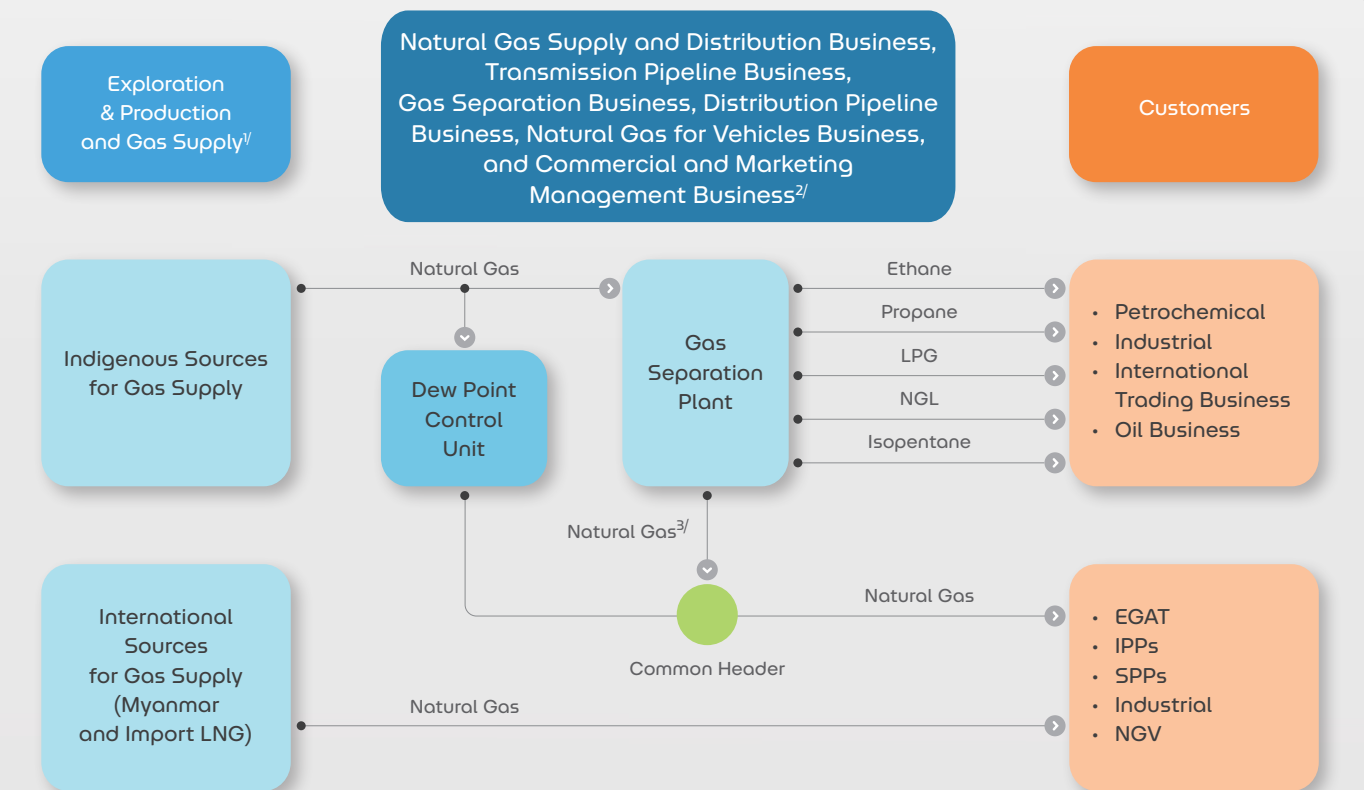 Exploration
& Production
and Gas Supply1/
Natural Gas Supply and Distribution Business,
Transmission Pipeline Business,
Gas Separation Business, Distribution Pipeline
Business, Natural Gas for Vehicles Business,
and Commercial and Marketing
Management Business2/
Customers
Indigenous Sources
for Gas Supply
Natural Gas
Dew Point
Control
Unit
Gas
Separation
Plant
Ethane
Propane
LPG
NGL
Isopentane
• Petrochemical
• Industrial
• International
Trading Business
• Oil Business
Natural Gas3/
Common Header
Natural Gas
International
Sources
for Gas Supply
(Myanmar
and Import LNG)
Natural Gas
• EGAT
• IPPs
• SPPs
• Industrial
• NGV